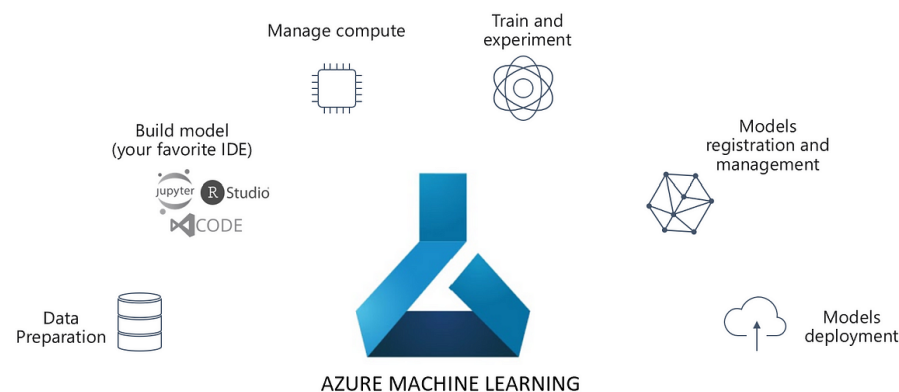 Manage compute
Train and
experiment
Build model
(your favorite IDE)
jupyter
R Studio
CODE
Models
registration and
management
Data
Preparation
Models
deployment
AZURE MACHINE LEARNING